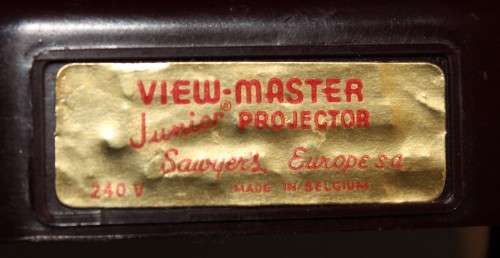 VIEW-MASTER
Junior® PROJECTOR
Sawyer's Europe s.a.
240 V MADE IN BELGIUM